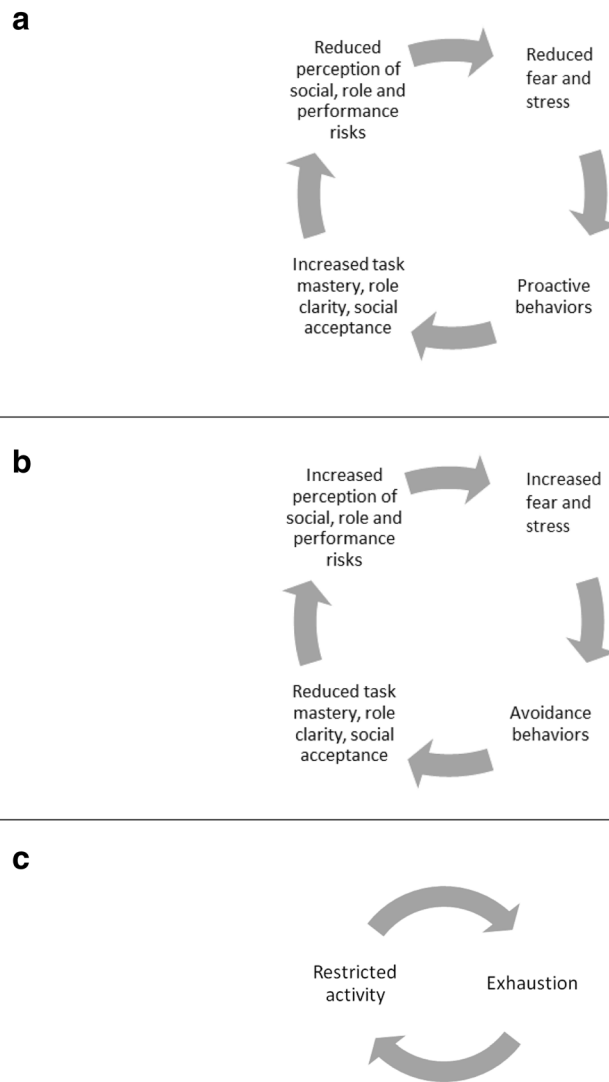 a
Reduced
perception of
social, role and
performance
risks
Reduced
fear and
stress
Increased task
mastery, role
clarity, social
acceptance
Proactive
behaviors
b
Increased
perception of
social, role and
performance
risks
Increased
fear and
stress
Reduced task
mastery, role
clarity, social
acceptance
Avoidance
behaviors
c
Restricted
activity
Exhaustion